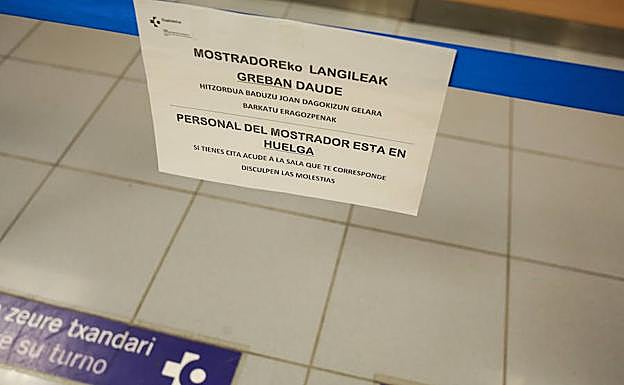 MOSTRADOREko LANGILEAK
GREBAN DAUDE
HITZORDUA BADUZU JOAN DAGOKIZUN GELARA
BARKATU ERAGOZPENAK
PERSONAL DEL MOSTRADOR ESTA EN
HUELGA
SI TIENES CITA ACUDE A LA SALA QUE TE CORRESPONDE
DISCULPEN LAS MOLESTIAS
zeure txandari
su turno